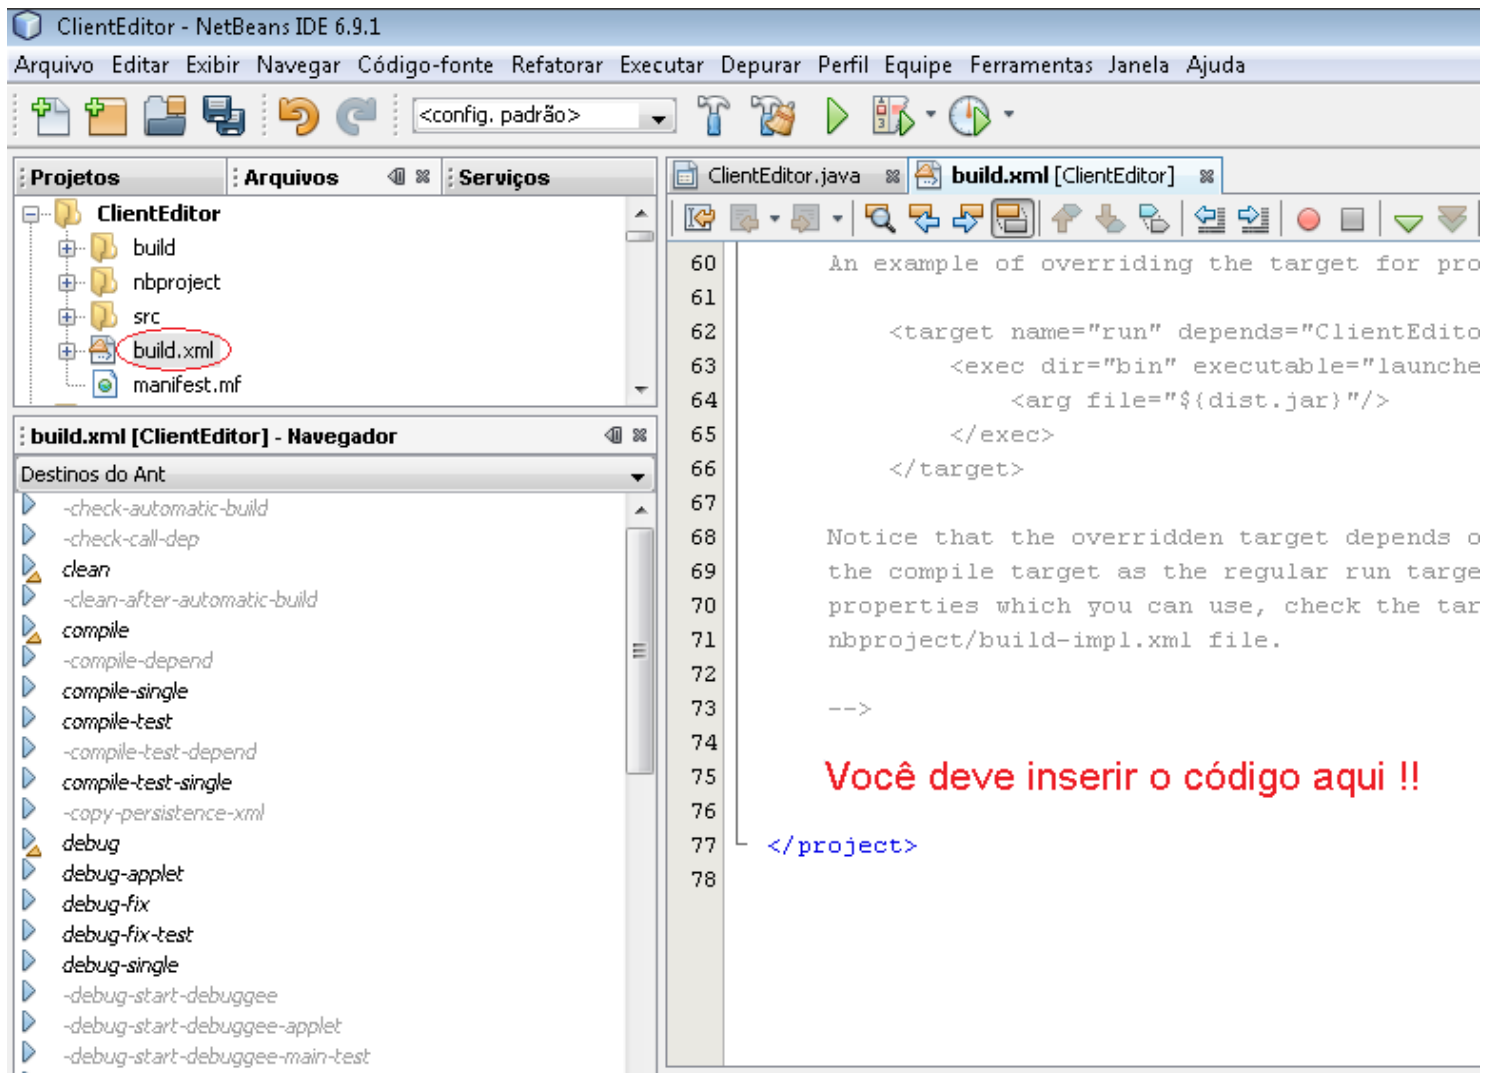 ClientEditor - NetBeans IDE 6.9.1
Arquivo Editar Exibir Navegar Código-fonte Refatorar Executar Depurar Perfil Equipe Ferramentas Janela Ajuda
<config. padrão>
Projetos Arquivos Serviços
ClientEditor
build
nbproject
src
build.xml
manifest.mf
build.xml [ClientEditor] - Navegador
Destinos do Ant
-check-automatic-build
-check-call-dep
clean
-clean-after-automatic-build
compile
-compile-depend
compile-single
compile-test
-compile-test-depend
compile-test-single
-copy-persistence-xml
debug
debug-applet
debug-fix
debug-fix-test
debug-single
-debug-start-debuggee
-debug-start-debuggee-applet
-debug-start-debuggee-main-test
ClientEditor.java build.xml [ClientEditor]
60 An example of overriding the target for pro
61
62 <target name="run" depends="ClientEdito
63 <exec dir="bin" executable="launche
64 <arg file="${dist.jar}"/>
65 </exec>
66 </target>
67
68 Notice that the overridden target depends o
69 the compile target as the regular run targe
70 properties which you can use, check the tar
71 nbproject/build-impl.xml file.
72
73 -->
74
75 Você deve inserir o código aqui !!
76
77 </project>
78